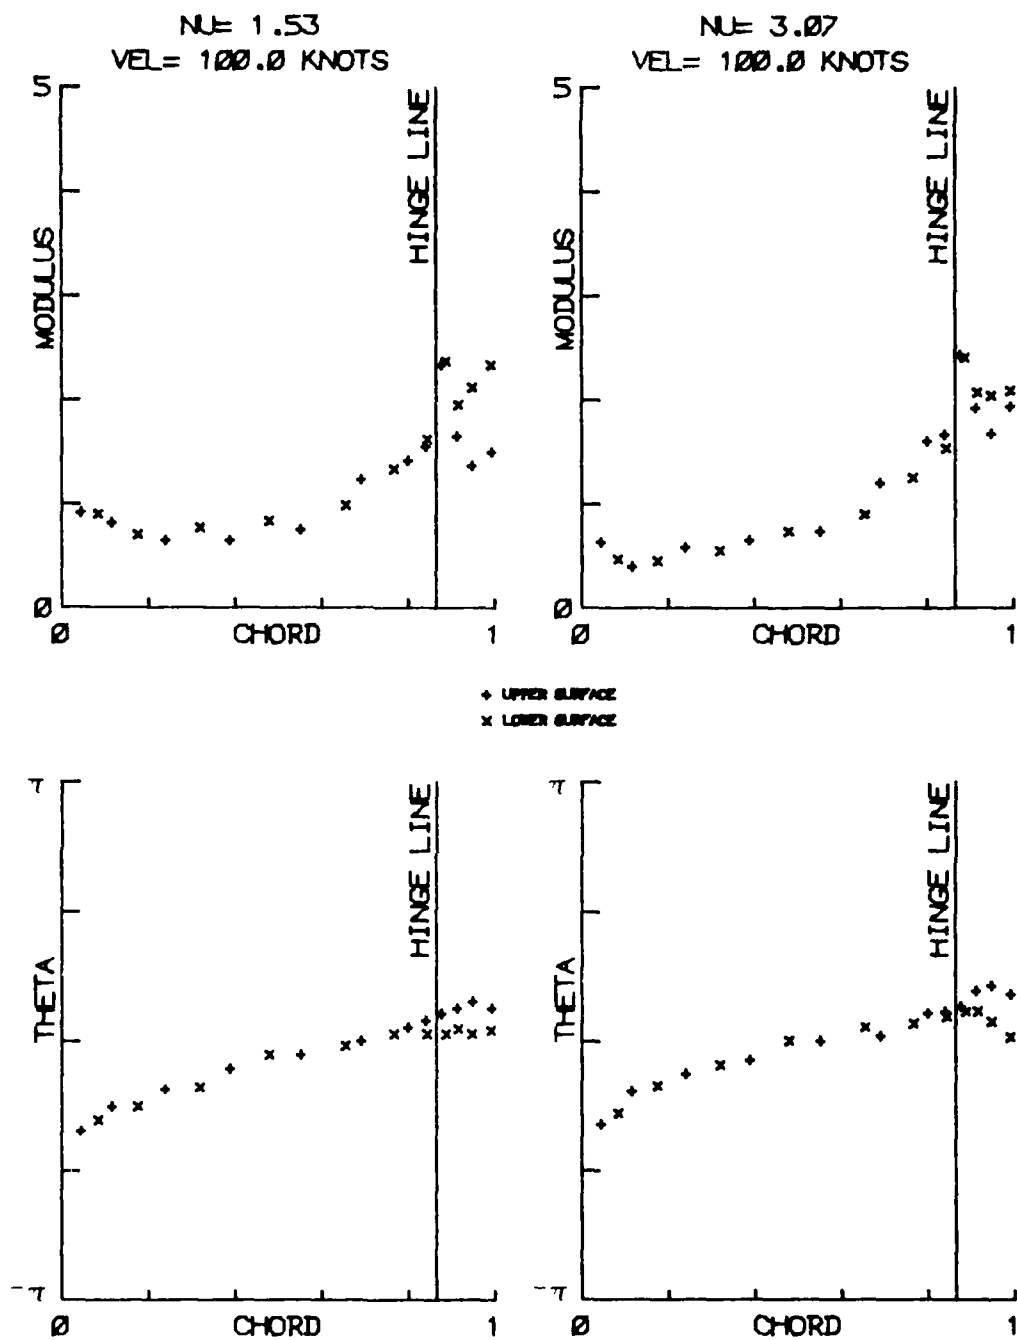 NU= 1.53
VEL= 100.0 KNOTS
5
MODULUS
HINGE LINE
0
0
CHORD
1
NU= 3.07
VEL= 100.0 KNOTS
5
MODULUS
HINGE LINE
0
0
CHORD
1
+ UPPER SURFACE
× LOWER SURFACE
π
THETA
HINGE LINE
-π
0
CHORD
1
π
THETA
HINGE LINE
-π
0
CHORD
1